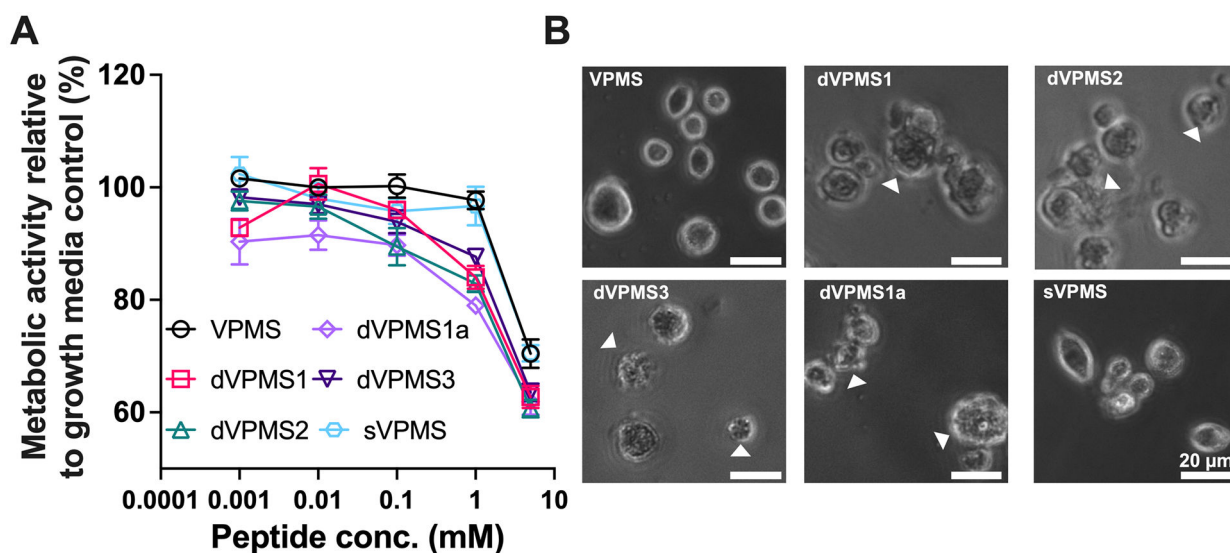 A
Metabolic activity relative
to growth media control (%)
120
100
80
60
VPMS
dVPMS1a
dVPMS1
dVPMS3
dVPMS2
sVPMS
0.0001
0.001
0.01
0.1
1
10
Peptide conc. (mM)
B
VPMS
dVPMS1
dVPMS2
dVPMS3
dVPMS1a
sVPMS
20 µm